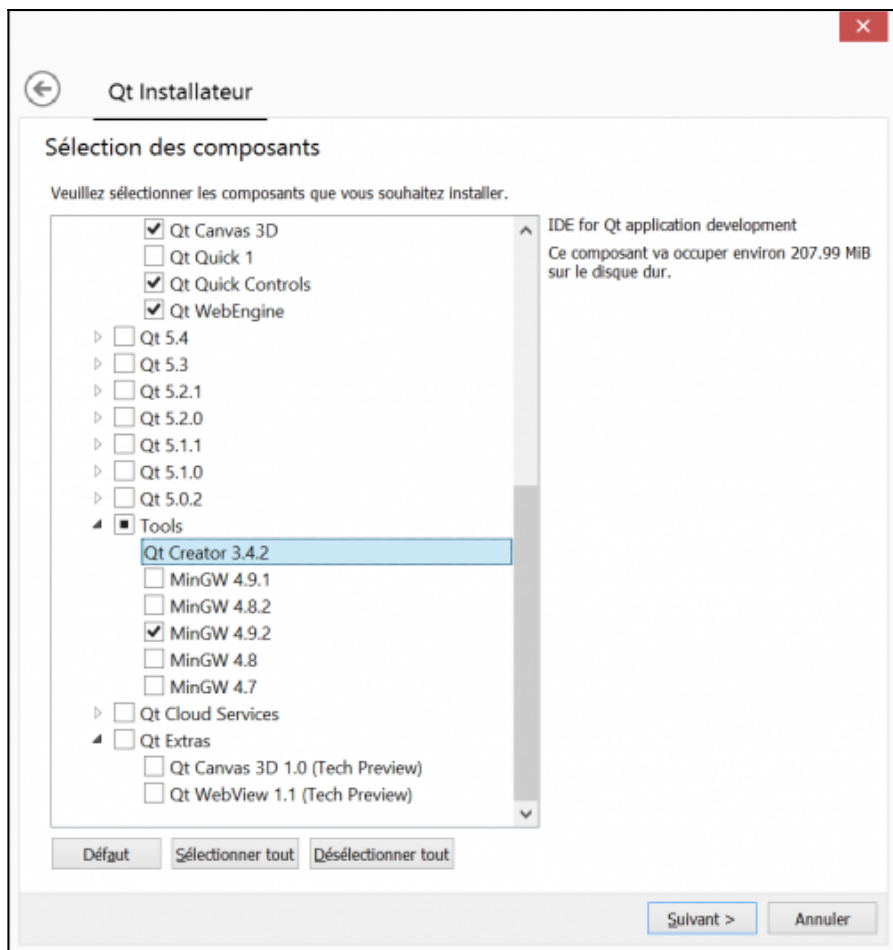 Qt Installateur
Sélection des composants
Veuillez sélectionner les composants que vous souhaitez installer.
Qt Canvas 3D
Qt Quick 1
Qt Quick Controls
Qt WebEngine
Qt 5.4
Qt 5.3
Qt 5.2.1
Qt 5.2.0
Qt 5.1.1
Qt 5.1.0
Qt 5.0.2
Tools
Qt Creator 3.4.2
MinGW 4.9.1
MinGW 4.8.2
MinGW 4.9.2
MinGW 4.8
MinGW 4.7
Qt Cloud Services
Qt Extras
Qt Canvas 3D 1.0 (Tech Preview)
Qt WebView 1.1 (Tech Preview)
IDE for Qt application development
Ce composant va occuper environ 207.99 MiB
sur le disque dur.
Défaut Sélectionner tout Désélectionner tout
Suivant > Annuler